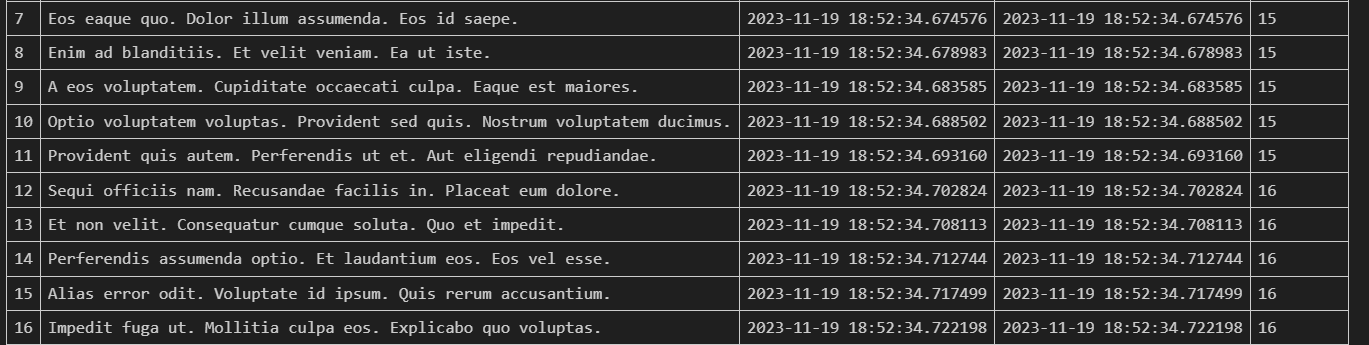 7 Eos eaque quo. Dolor illum assumenda. Eos id saepe. 2023-11-19 18:52:34.674576 2023-11-19 18:52:34.674576 15
8 Enim ad blanditiis. Et velit veniam. Ea ut iste. 2023-11-19 18:52:34.678983 2023-11-19 18:52:34.678983 15
9 A eos voluptatem. Cupiditate occaecati culpa. Eaque est maiores. 2023-11-19 18:52:34.683585 2023-11-19 18:52:34.683585 15
10 Optio voluptatem voluptas. Provident sed quis. Nostrum voluptatem ducimus. 2023-11-19 18:52:34.688502 2023-11-19 18:52:34.688502 15
11 Provident quis autem. Perferendis ut et. Aut eligendi repudiandae. 2023-11-19 18:52:34.693160 2023-11-19 18:52:34.693160 15
12 Sequi officiis nam. Recusandae facilis in. Placeat eum dolore. 2023-11-19 18:52:34.702824 2023-11-19 18:52:34.702824 16
13 Et non velit. Consequatur cumque soluta. Quo et impedit. 2023-11-19 18:52:34.708113 2023-11-19 18:52:34.708113 16
14 Perferendis assumenda optio. Et laudantium eos. Eos vel esse. 2023-11-19 18:52:34.712744 2023-11-19 18:52:34.712744 16
15 Alias error odit. Voluptate id ipsum. Quis rerum accusantium. 2023-11-19 18:52:34.717499 2023-11-19 18:52:34.717499 16
16 Impedit fuga ut. Mollitia culpa eos. Explicabo quo voluptas. 2023-11-19 18:52:34.722198 2023-11-19 18:52:34.722198 16